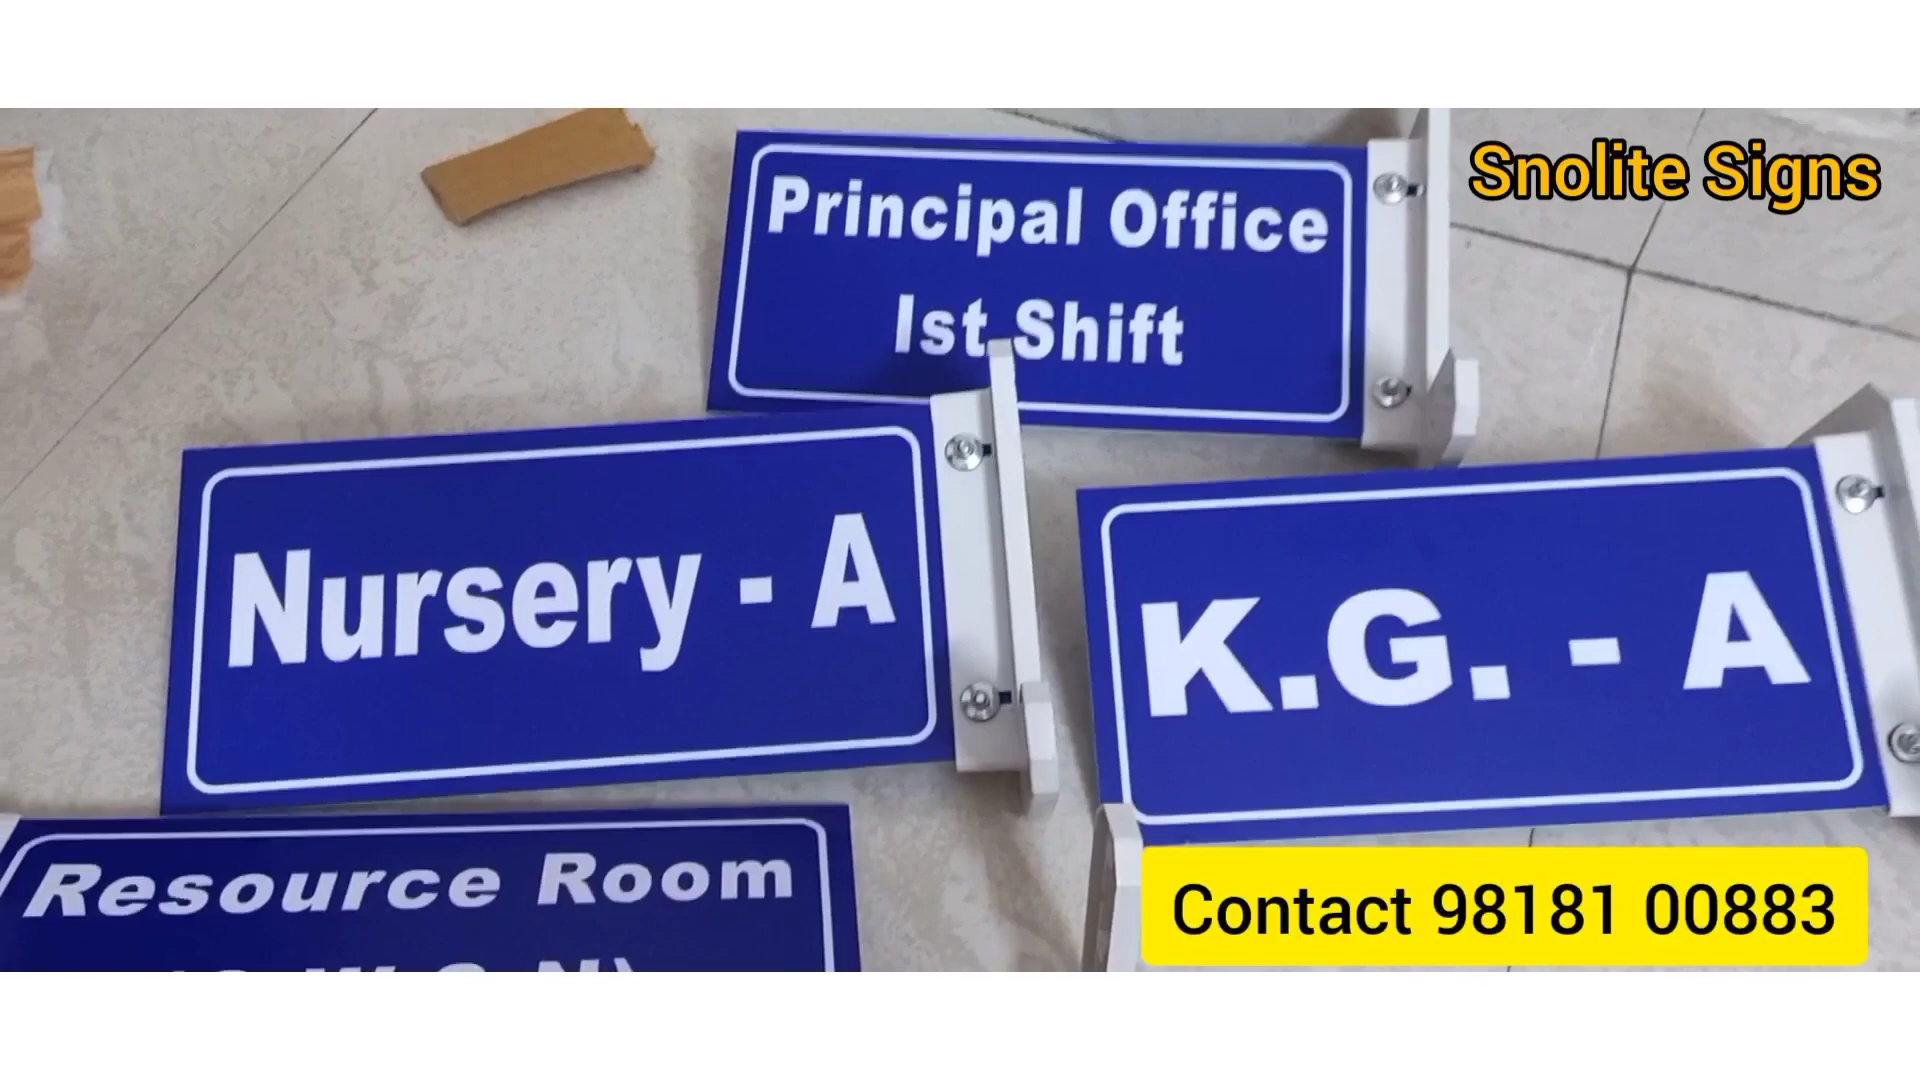 Snolite Signs
Principal Office
Ist Shift
Nursery - A
K.G. - A
Resource Room
Contact 98181 00883